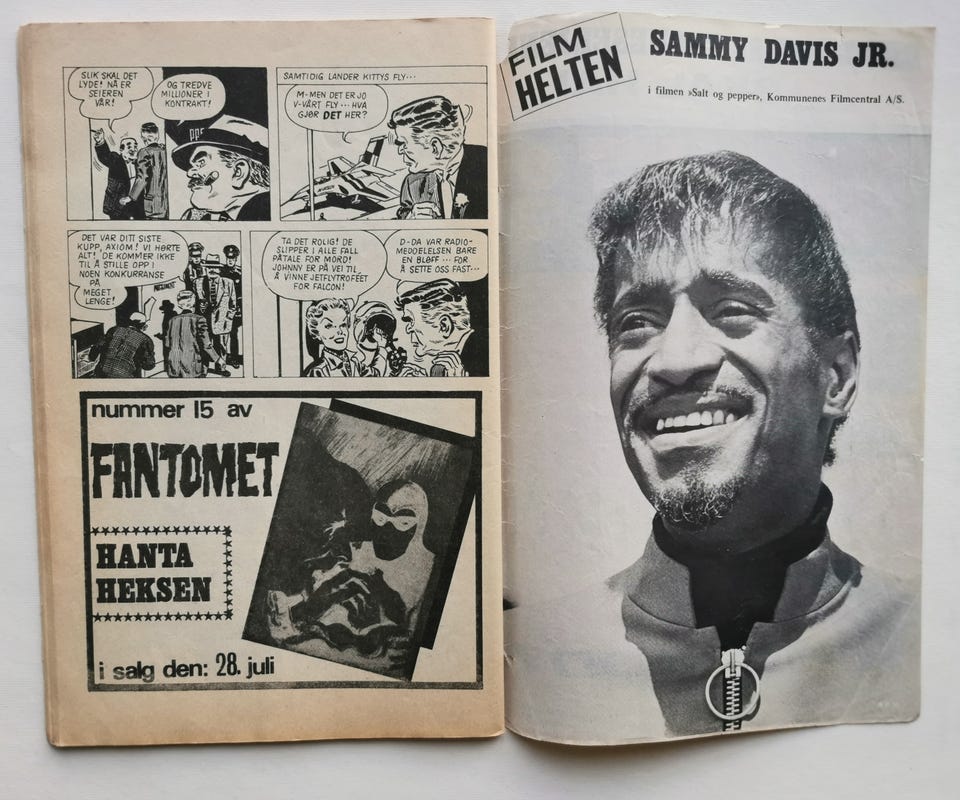 SLIK SKAL DET
LYDE! NÅ ER
SEIEREN
VÅR!
OG TREDVE
MILLIONER I
KONTRAKT!
SAMTIDIG LANDER KITTYS FLY...
M-MEN DET ER JO
V-VÅRT FLY... HVA
GJØR DET HER?
DET VAR DITT SISTE
KUPP, AXIOM! VI HØRTE
ALT! DE KOMMER IKKE
TIL Å STILLE OPP I
NOEN KONKURRANSE
PÅ
MEGET
LENGE!
TA DET ROLIG! DE
SLIPPER I ALLE FALL
PÅTALE FOR MORD!
JOHNNY ER PÅ VEI TIL
Å VINNE JETFLYTROFÉET
FOR FALCON!
D-DA VAR RADIO-
MEDDELELSEN BARE
EN BLØFF... FOR
Å SETTE OSS FAST...
nummer 15 av
FANTOMET
HANTA
HEKSEN
i salg den: 28. juli
FILM
HELTEN
SAMMY DAVIS JR.
i filmen »Salt og pepper», Kommunenes Filmcentral A/S.